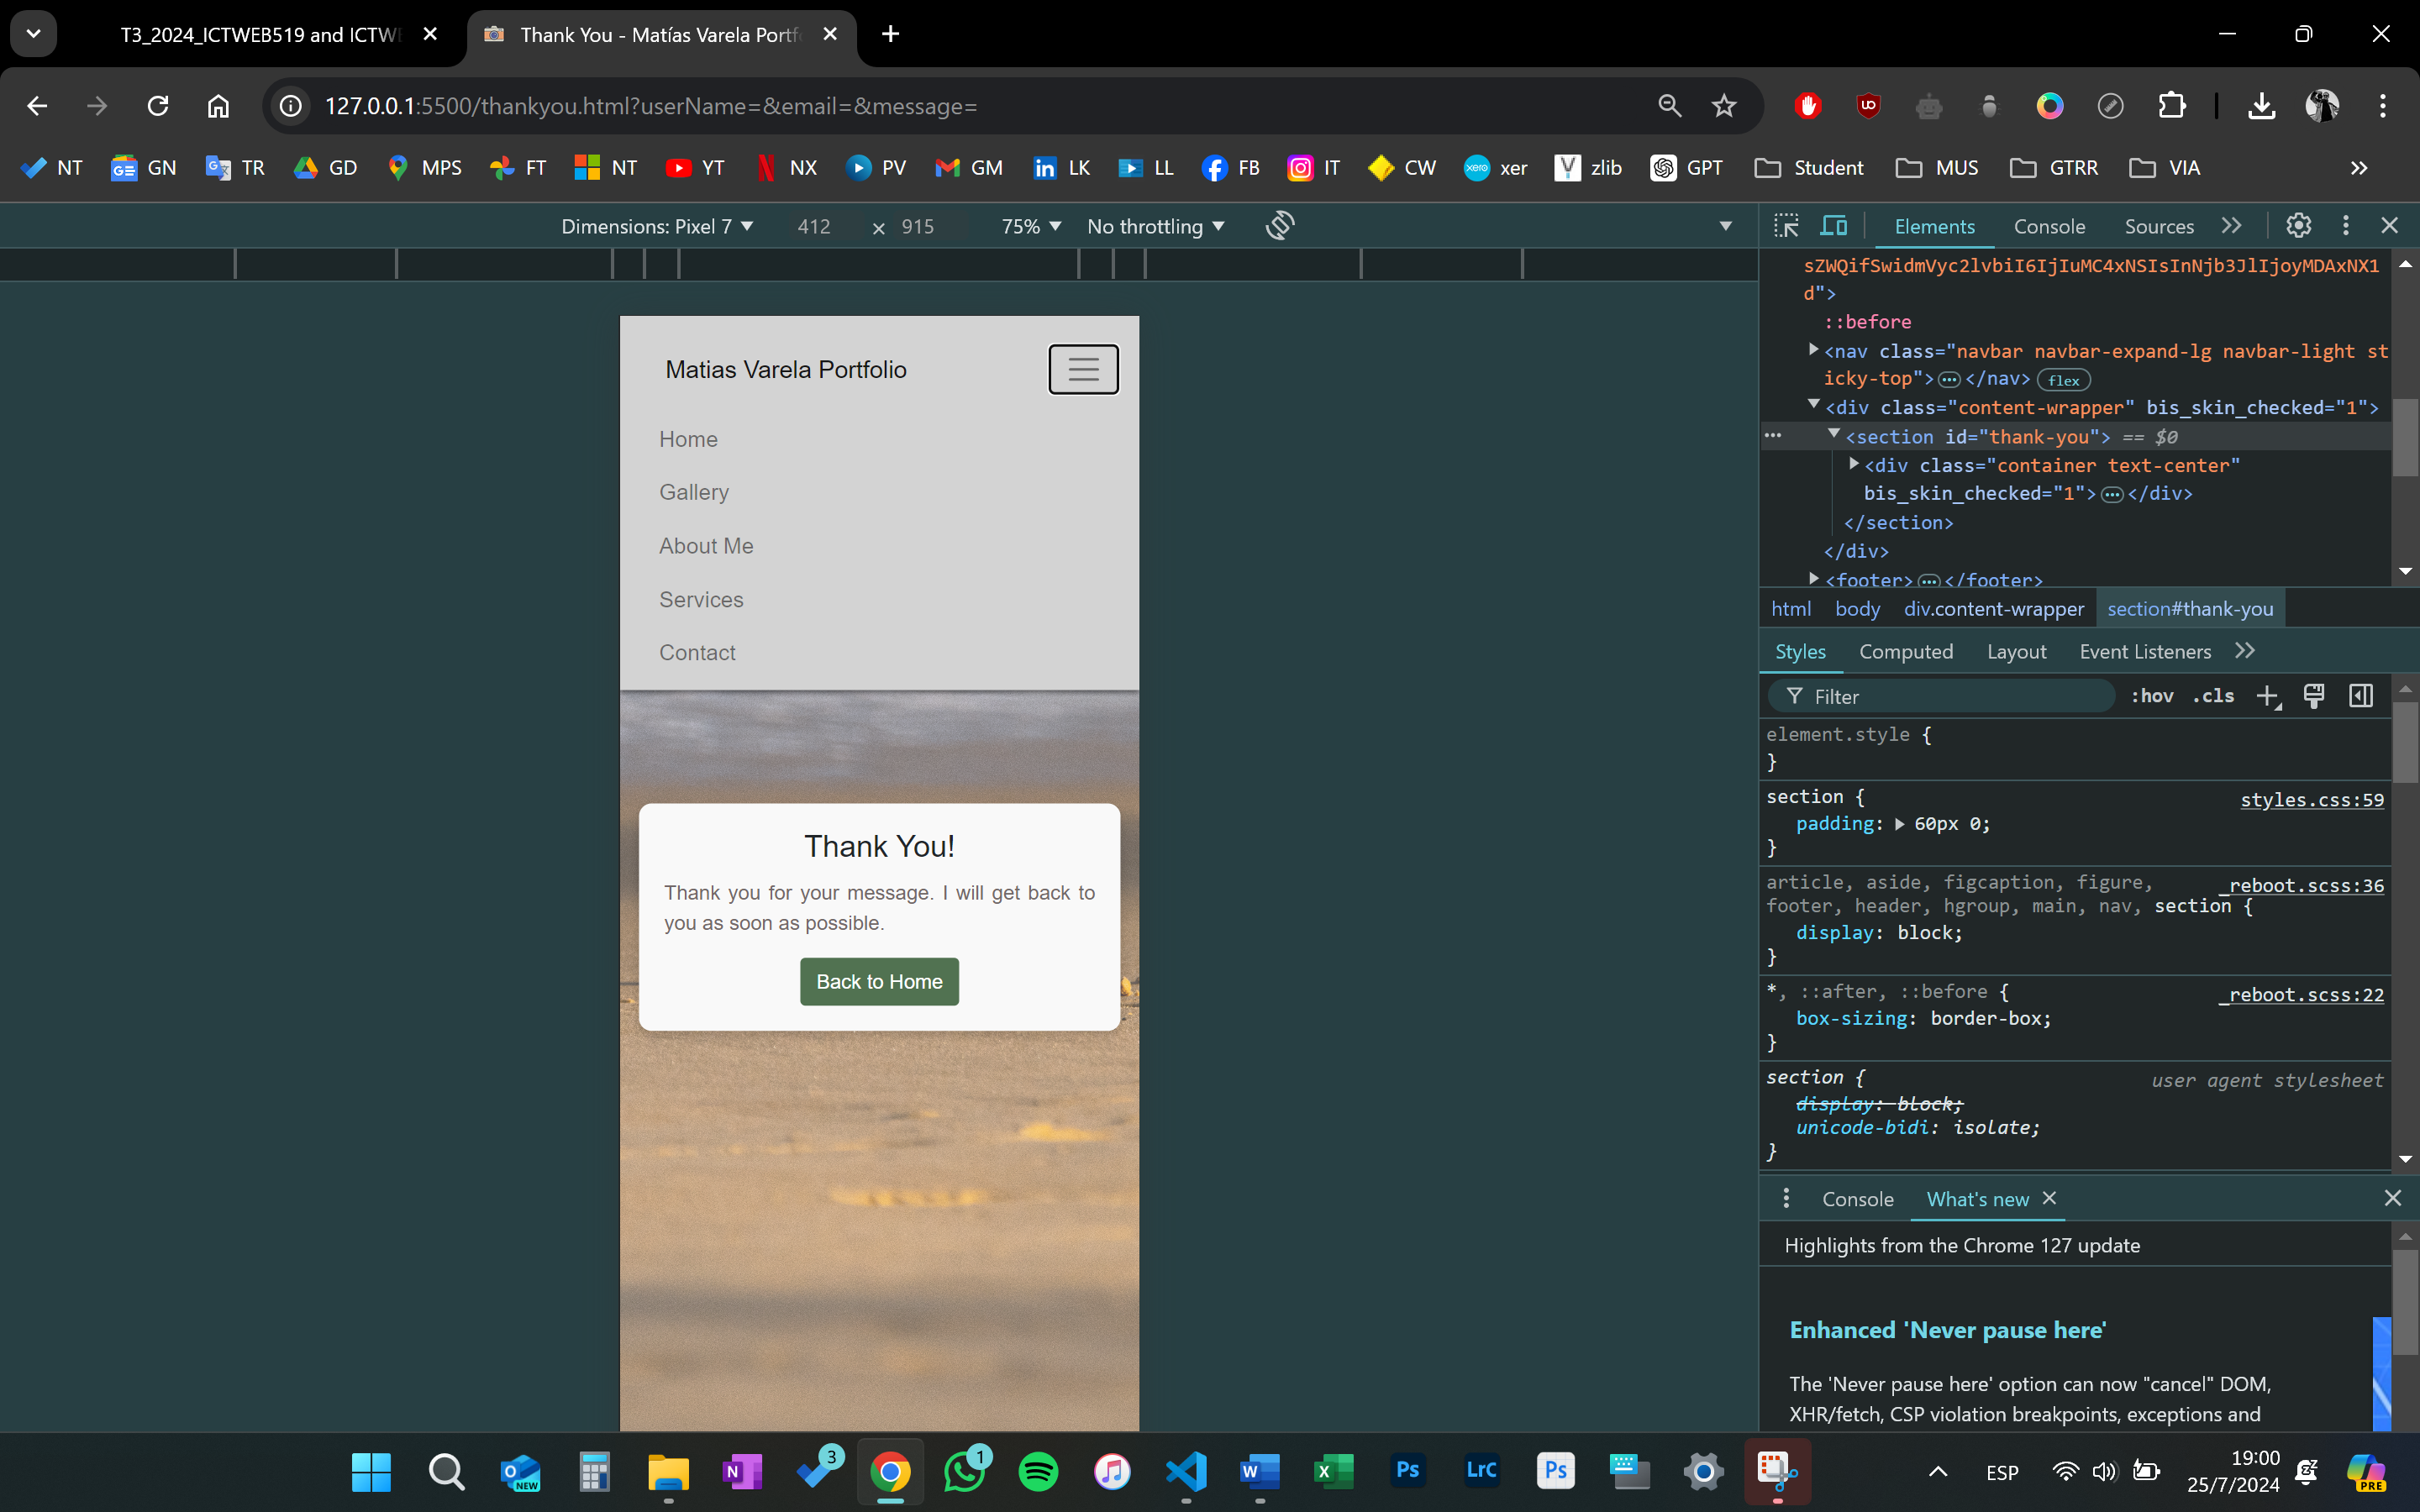 T3_2024_ICTWEB519 and ICTWE
Thank You - Matías Varela Portfo
127.0.0.1:5500/thankyou.html?userName=&email=&message=
NT GN TR GD MPS FT NT YT NX PV GM LK LL FB IT CW xer zlib GPT Student MUS GTRR VIA
Dimensions: Pixel 7 412 × 915 75% No throttling
Elements Console Sources
sZWQifSwidmVyc2lvbiI6IjIuMC4xNSIsInNjb3JlIjoyMDAxNX1
d">
::before
<nav class="navbar navbar-expand-lg navbar-light st
icky-top">…</nav> flex
<div class="content-wrapper" bis_skin_checked="1">
<section id="thank-you"> == $0
<div class="container text-center"
bis_skin_checked="1">…</div>
</section>
</div>
<footer>…</footer>
html body div.content-wrapper section#thank-you
Styles Computed Layout Event Listeners
Filter :hov .cls
element.style {
}
section { styles.css:59
padding: 60px 0;
}
article, aside, figcaption, figure, _reboot.scss:36
footer, header, hgroup, main, nav, section {
display: block;
}
*, ::after, ::before { _reboot.scss:22
box-sizing: border-box;
}
section { user agent stylesheet
display: block;
unicode-bidi: isolate;
}
Console What's new
Highlights from the Chrome 127 update
Enhanced 'Never pause here'
The 'Never pause here' option can now "cancel" DOM,
XHR/fetch, CSP violation breakpoints, exceptions and
Matias Varela Portfolio
Home
Gallery
About Me
Services
Contact
Thank You!
Thank you for your message. I will get back to
you as soon as possible.
Back to Home
3
1
ESP
19:00
25/7/2024